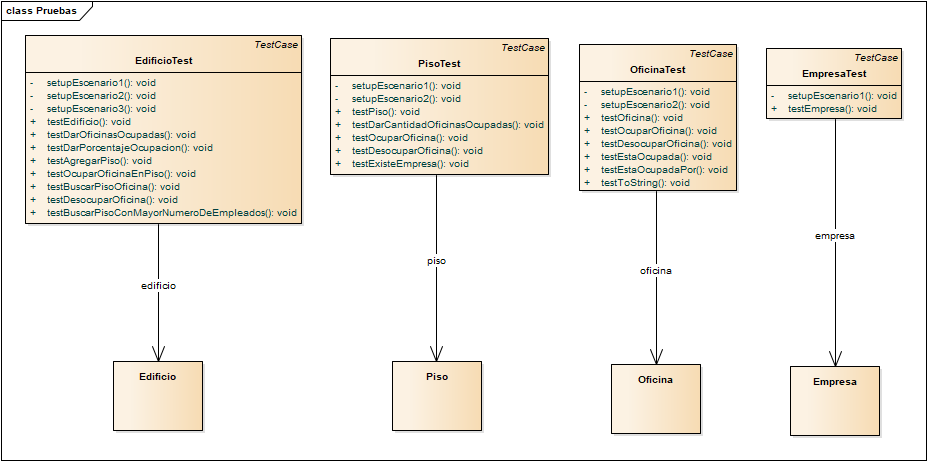 class Pruebas
TestCase
EdificioTest
- setupEscenario1(): void
- setupEscenario2(): void
- setupEscenario3(): void
+ testEdificio(): void
+ testDarOficinasOcupadas(): void
+ testDarPorcentajeOcupacion(): void
+ testAgregarPiso(): void
+ testOcuparOficinaEnPiso(): void
+ testBuscarPisoOficina(): void
+ testDesocuparOficina(): void
+ testBuscarPisoConMayorNumeroDeEmpleados(): void
TestCase
PisoTest
- setupEscenario1(): void
- setupEscenario2(): void
+ testPiso(): void
+ testDarCantidadOficinasOcupadas(): void
+ testOcuparOficina(): void
+ testDesocuparOficina(): void
+ testExisteEmpresa(): void
TestCase
OficinaTest
- setupEscenario1(): void
- setupEscenario2(): void
+ testOficina(): void
+ testOcuparOficina(): void
+ testDesocuparOficina(): void
+ testEstaOcupada(): void
+ testEstaOcupadaPor(): void
+ testToString(): void
TestCase
EmpresaTest
- setupEscenario1(): void
+ testEmpresa(): void
edificio
piso
oficina
empresa
Edificio
Piso
Oficina
Empresa